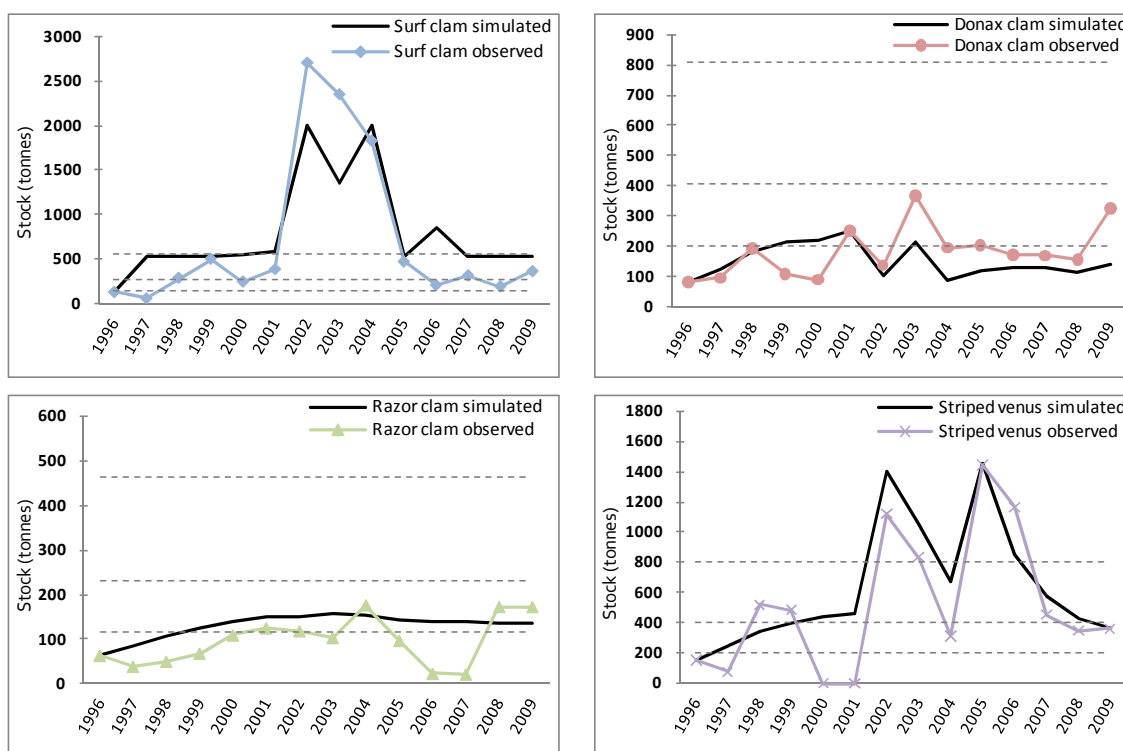 Surf clam simulated
Surf clam observed
Stock (tonnes)
3000
2500
2000
1500
1000
500
0
1996 1997 1998 1999 2000 2001 2002 2003 2004 2005 2006 2007 2008 2009
Donax clam simulated
Donax clam observed
Stock (tonnes)
900
800
700
600
500
400
300
200
100
0
1996 1997 1998 1999 2000 2001 2002 2003 2004 2005 2006 2007 2008 2009
Razor clam simulated
Razor clam observed
Stock (tonnes)
600
500
400
300
200
100
0
1996 1997 1998 1999 2000 2001 2002 2003 2004 2005 2006 2007 2008 2009
Striped venus simulated
Striped venus observed
Stock (tonnes)
1800
1600
1400
1200
1000
800
600
400
200
0
1996 1997 1998 1999 2000 2001 2002 2003 2004 2005 2006 2007 2008 2009